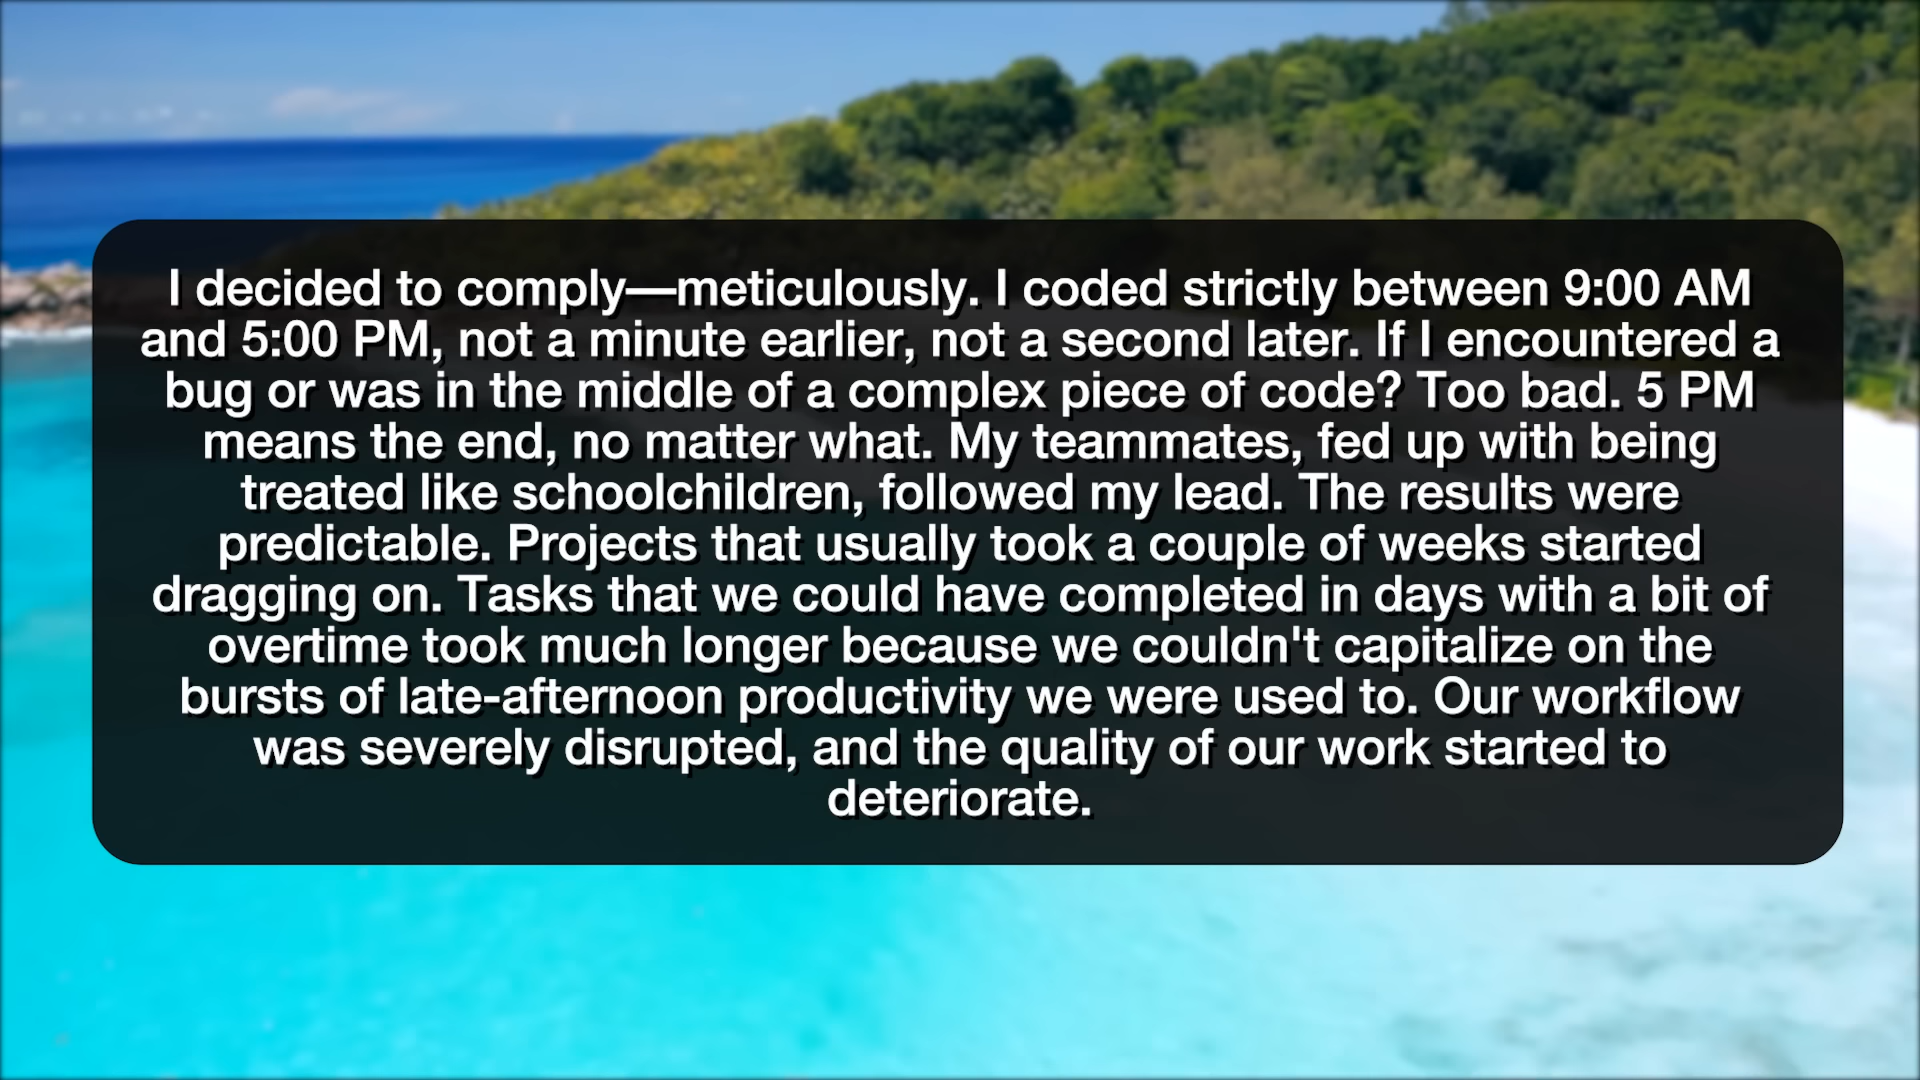 I decided to comply—meticulously. I coded strictly between 9:00 AM
and 5:00 PM, not a minute earlier, not a second later. If I encountered a
bug or was in the middle of a complex piece of code? Too bad. 5 PM
means the end, no matter what. My teammates, fed up with being
treated like schoolchildren, followed my lead. The results were
predictable. Projects that usually took a couple of weeks started
dragging on. Tasks that we could have completed in days with a bit of
overtime took much longer because we couldn't capitalize on the
bursts of late-afternoon productivity we were used to. Our workflow
was severely disrupted, and the quality of our work started to
deteriorate.